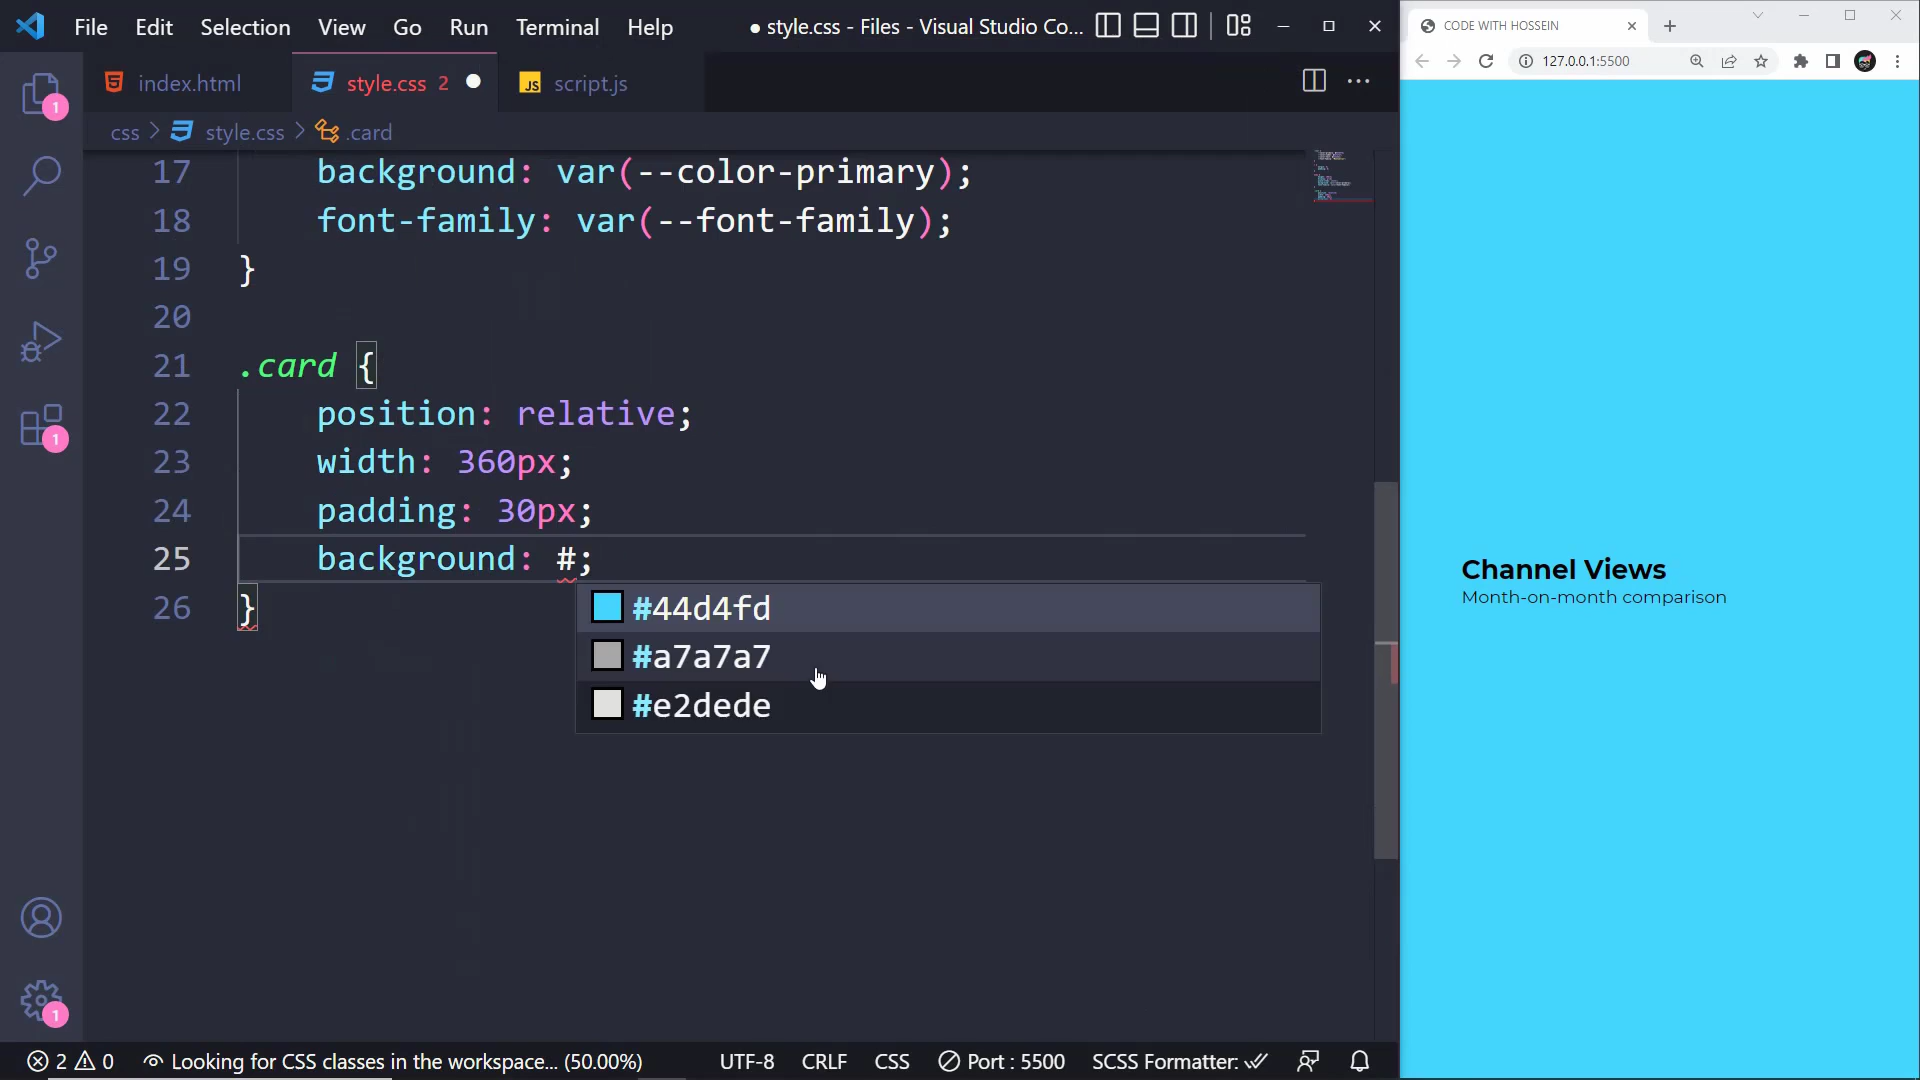 File Edit Selection View Go Run Terminal Help ● style.css - Files - Visual Studio Co...
index.html style.css 2 JS script.js
css > style.css > .card
17 background: var(--color-primary);
18 font-family: var(--font-family);
19 }
20
21 .card {
22 position: relative;
23 width: 360px;
24 padding: 30px;
25 background: #;
26 }
#44d4fd
#a7a7a7
#e2dede
1
1
1
2 0 Looking for CSS classes in the workspace... (50.00%) UTF-8 CRLF CSS Port : 5500 SCSS Formatter:
CODE WITH HOSSEIN
127.0.0.1:5500
Channel Views
Month-on-month comparison